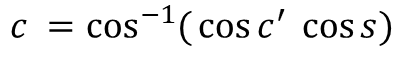 c = cos⁻¹( cos c′ cos s)